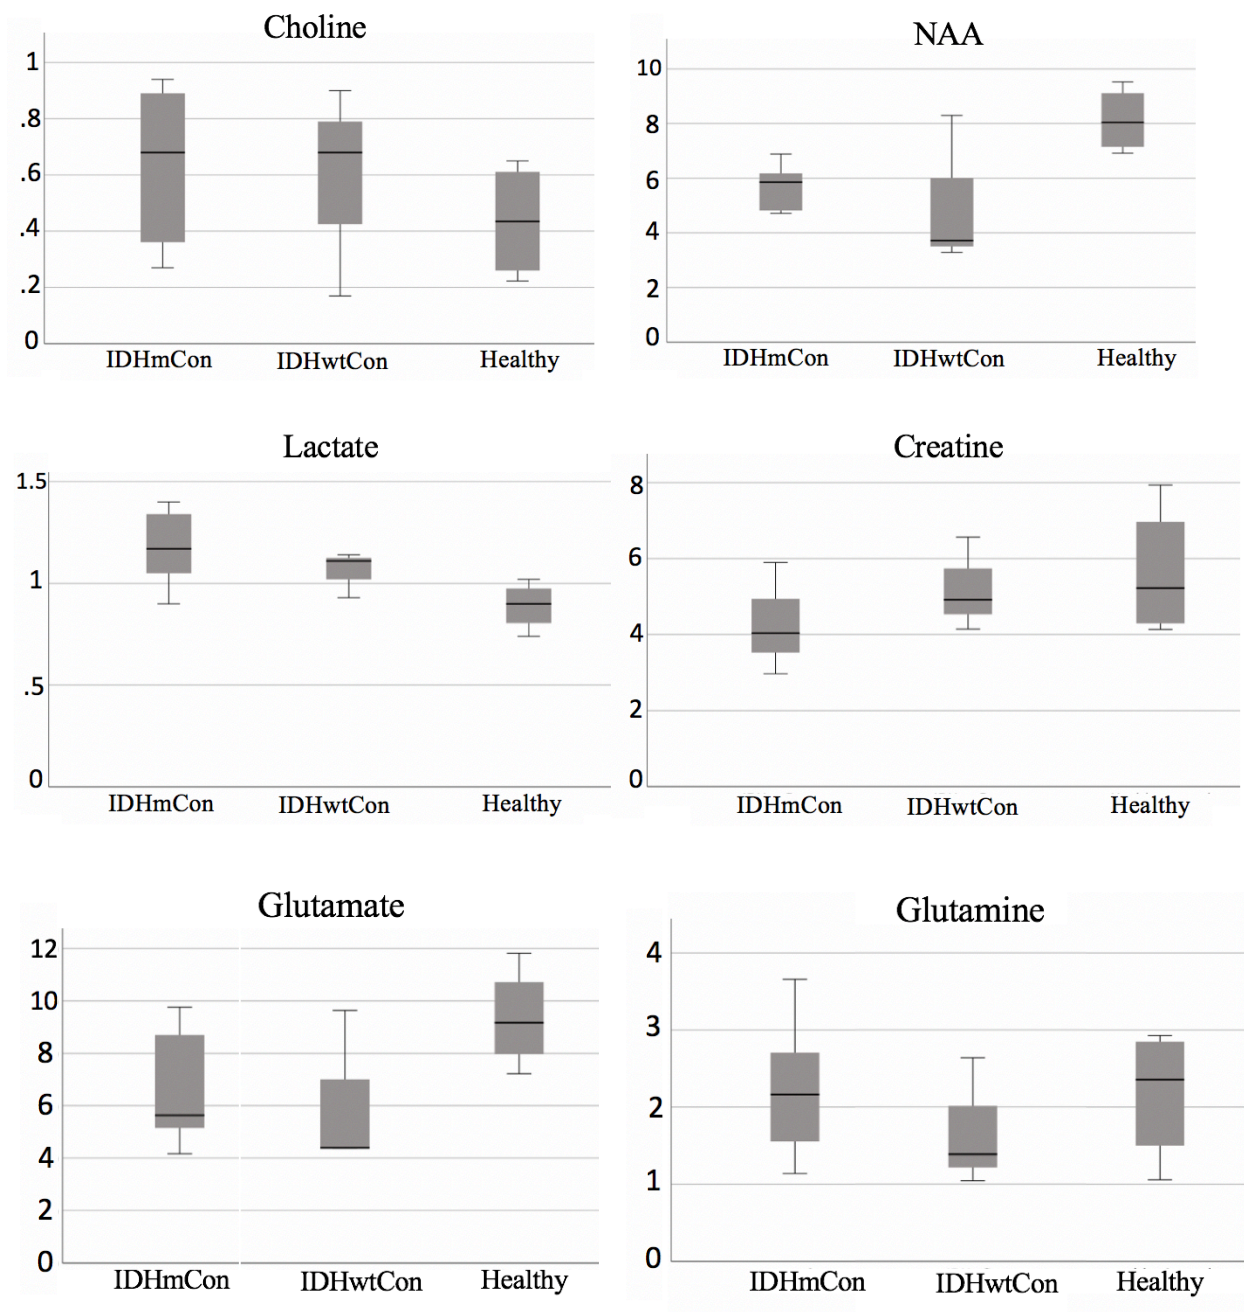 Choline
1
.8
.6
.4
.2
0
IDHmCon IDHwtCon Healthy
NAA
10
8
6
4
2
0
IDHmCon IDHwtCon Healthy
Lactate
1.5
1
.5
0
IDHmCon IDHwtCon Healthy
Creatine
8
6
4
2
0
IDHmCon IDHwtCon Healthy
Glutamate
12
10
8
6
4
2
0
IDHmCon IDHwtCon Healthy
Glutamine
4
3
2
1
0
IDHmCon IDHwtCon Healthy